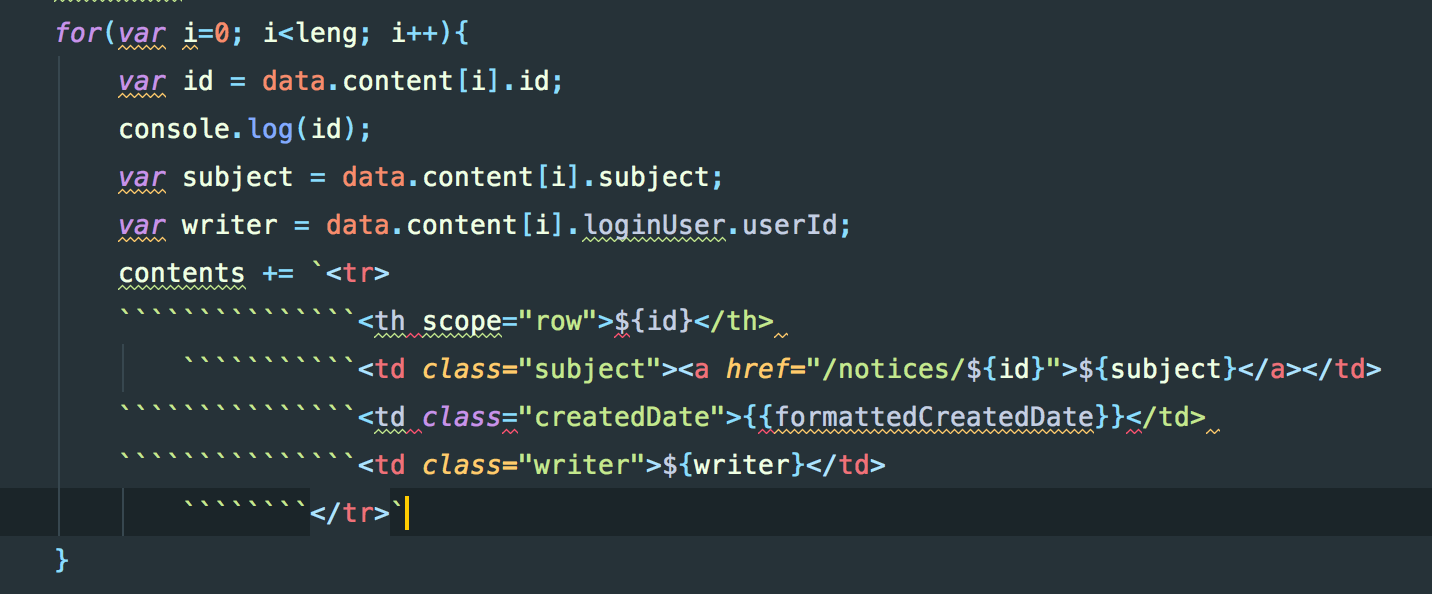 for(var i=0; i<leng; i++){
    var id = data.content[i].id;
    console.log(id);
    var subject = data.content[i].subject;
    var writer = data.content[i].loginUser.userId;
    contents += `<tr>
    ```````````````<th scope="row">${id}</th>
        ```````````<td class="subject"><a href="/notices/${id}">${subject}</a></td>
    ```````````````<td class="createdDate">{{formattedCreatedDate}}</td>
    ```````````````<td class="writer">${writer}</td>
        ````````</tr>`
}